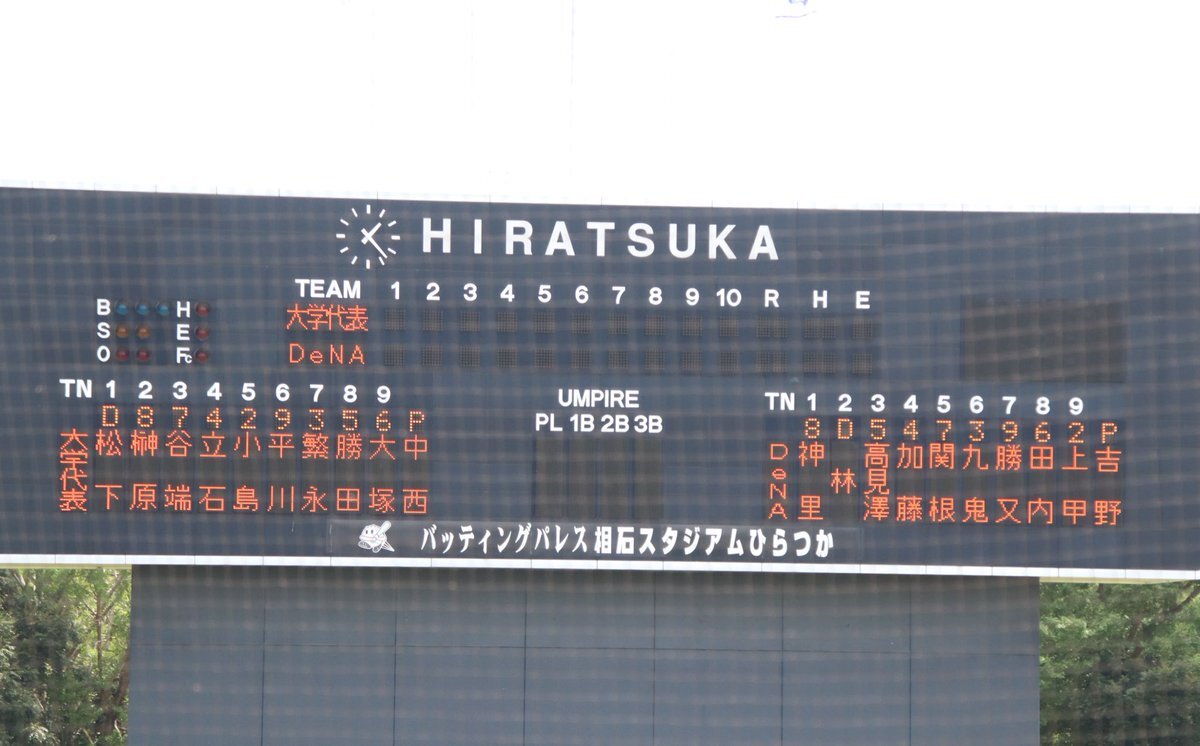 HIRATSUKA
TEAM 1 2 3 4 5 6 7 8 9 10 R H E
B H
大学代表
S E
DeNA
O Fc
TN 1 2 3 4 5 6 7 8 9
D 8 7 4 2 9 3 5 6 P
大学代表 松下 榊原 谷端 立石 小島 平川 繁永 勝田 大塚 中西
UMPIRE
PL 1B 2B 3B
TN 1 2 3 4 5 6 7 8 9
8 D 5 4 7 3 9 6 2 P
DeNA 神里 林 高見澤 加藤 関根 九鬼 勝又 田内 上甲 吉野
バッティングパレス相石スタジアムひらつか